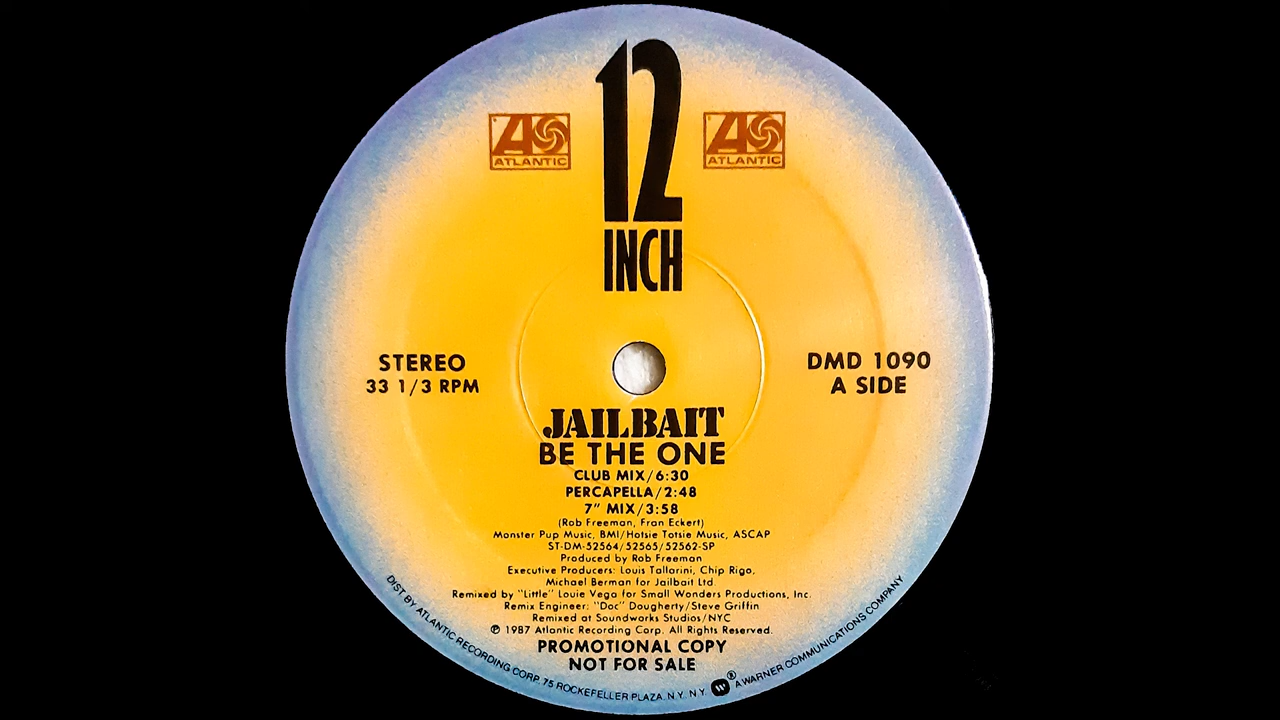 12
INCH
ATLANTIC
ATLANTIC
STEREO
33 1/3 RPM
DMD 1090
A SIDE
JAILBAIT
BE THE ONE
CLUB MIX/6:30
PERCAPELLA/2:48
7" MIX/3:58
(Rob Freeman, Fran Eckert)
Monster Pup Music, BMI/Hotsie Totsie Music, ASCAP
ST-DM-52564/52565/52562-SP
Produced by Rob Freeman
Executive Producers: Louis Tallarini, Chip Rigo,
Michael Berman for Jailbait Ltd.
Remixed by "Little" Louie Vega for Small Wonders Productions, Inc.
Remix Engineer: "Doc" Dougherty/Steve Griffin
Remixed at Soundworks Studios/NYC
℗ 1987 Atlantic Recording Corp. All Rights Reserved.
PROMOTIONAL COPY
NOT FOR SALE
DIST. BY ATLANTIC RECORDING CORP. 75 ROCKEFELLER PLAZA. N.Y. N.Y. ® A WARNER COMMUNICATIONS COMPANY